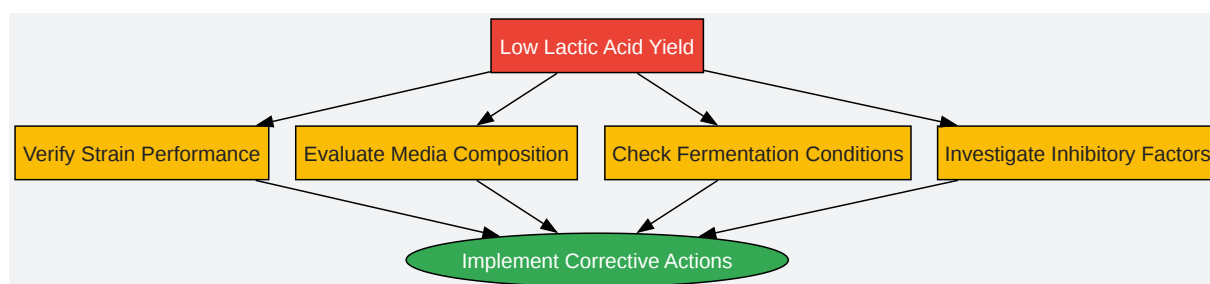 Low Lactic Acid Yield
Verify Strain Performance
Evaluate Media Composition
Check Fermentation Conditions
Investigate Inhibitory Factors
Implement Corrective Actions